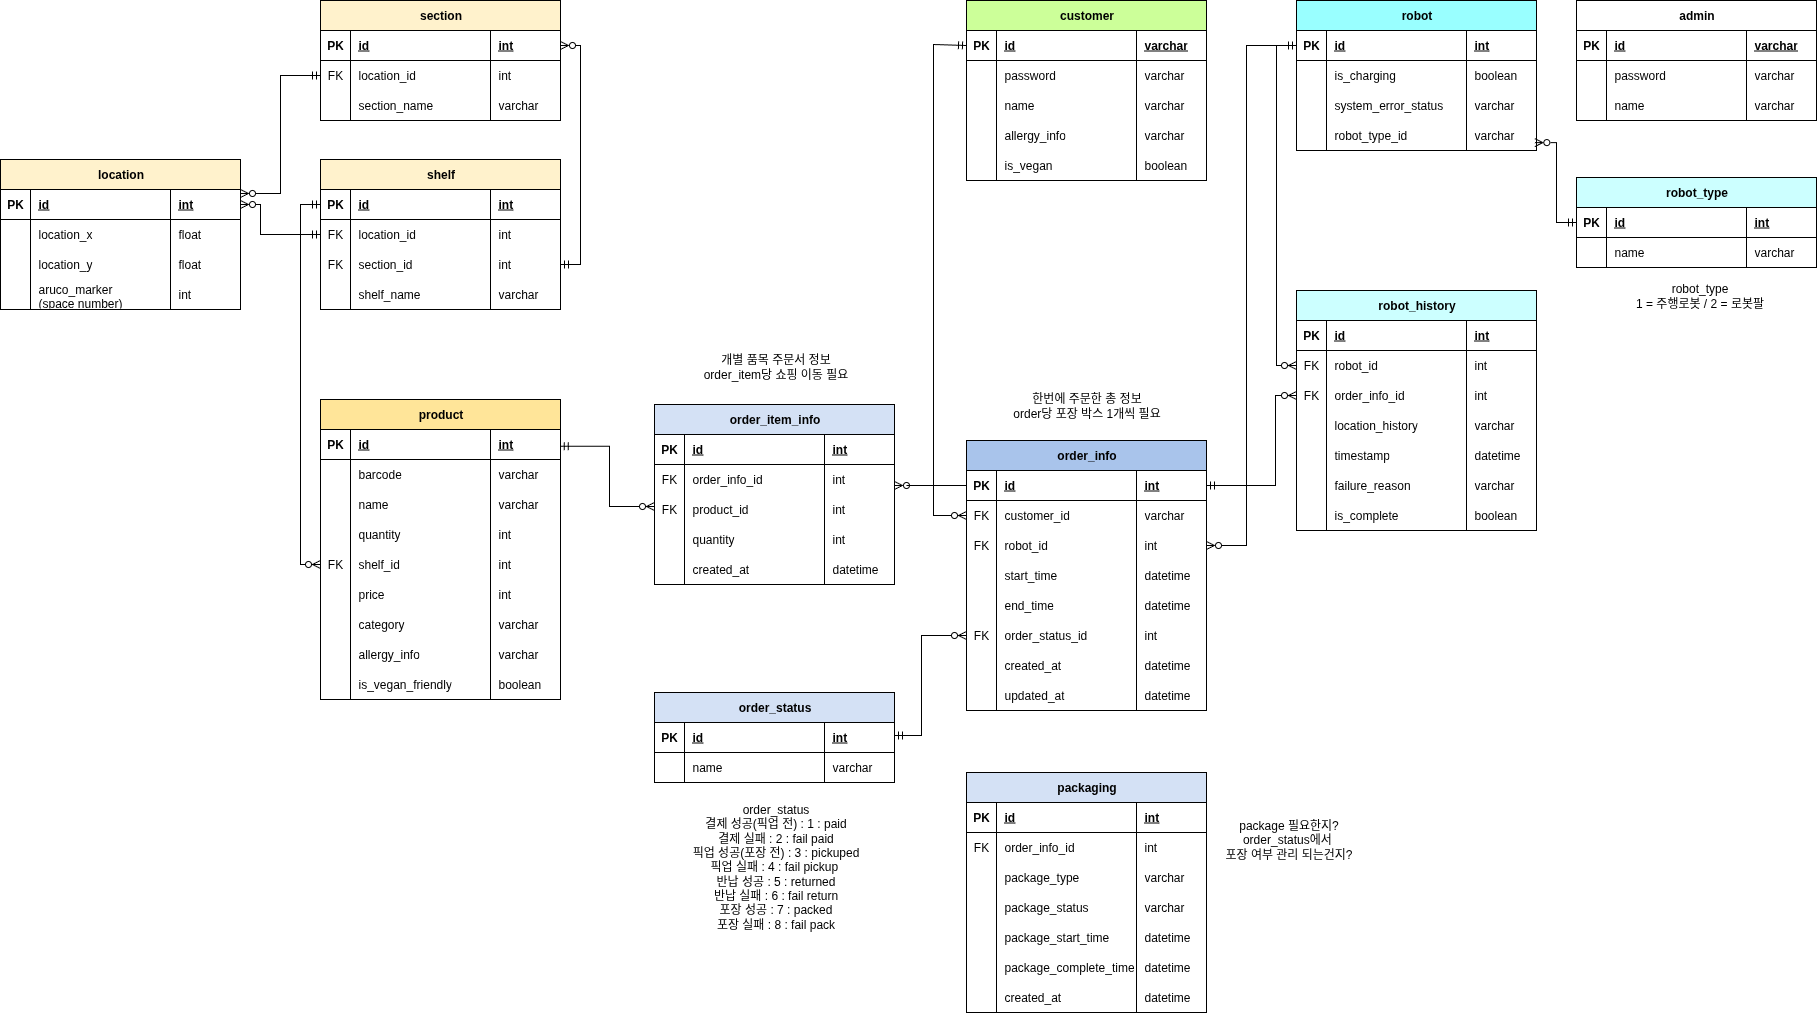 section
PK id int
FK location_id int
section_name varchar
location
PK id int
location_x float
location_y float
aruco_marker
(space number) int
shelf
PK id int
FK location_id int
FK section_id int
shelf_name varchar
product
PK id int
barcode varchar
name varchar
quantity int
FK shelf_id int
price int
category varchar
allergy_info varchar
is_vegan_friendly boolean
개별 품목 주문서 정보
order_item당 쇼핑 이동 필요
order_item_info
PK id int
FK order_info_id int
FK product_id int
quantity int
created_at datetime
order_status
PK id int
name varchar
order_status
결제 성공(픽업 전) : 1 : paid
결제 실패 : 2 : fail paid
픽업 성공(포장 전) : 3 : pickuped
픽업 실패 : 4 : fail pickup
반납 성공 : 5 : returned
반납 실패 : 6 : fail return
포장 성공 : 7 : packed
포장 실패 : 8 : fail pack
customer
PK id varchar
password varchar
name varchar
allergy_info varchar
is_vegan boolean
한번에 주문한 총 정보
order당 포장 박스 1개씩 필요
order_info
PK id int
FK customer_id varchar
FK robot_id int
start_time datetime
end_time datetime
FK order_status_id int
created_at datetime
updated_at datetime
packaging
PK id int
FK order_info_id int
package_type varchar
package_status varchar
package_start_time datetime
package_complete_time datetime
created_at datetime
package 필요한지?
order_status에서
포장 여부 관리 되는건지?
robot
PK id int
is_charging boolean
system_error_status varchar
robot_type_id varchar
robot_history
PK id int
FK robot_id int
FK order_info_id int
location_history varchar
timestamp datetime
failure_reason varchar
is_complete boolean
admin
PK id varchar
password varchar
name varchar
robot_type
PK id int
name varchar
robot_type
1 = 주행로봇 / 2 = 로봇팔